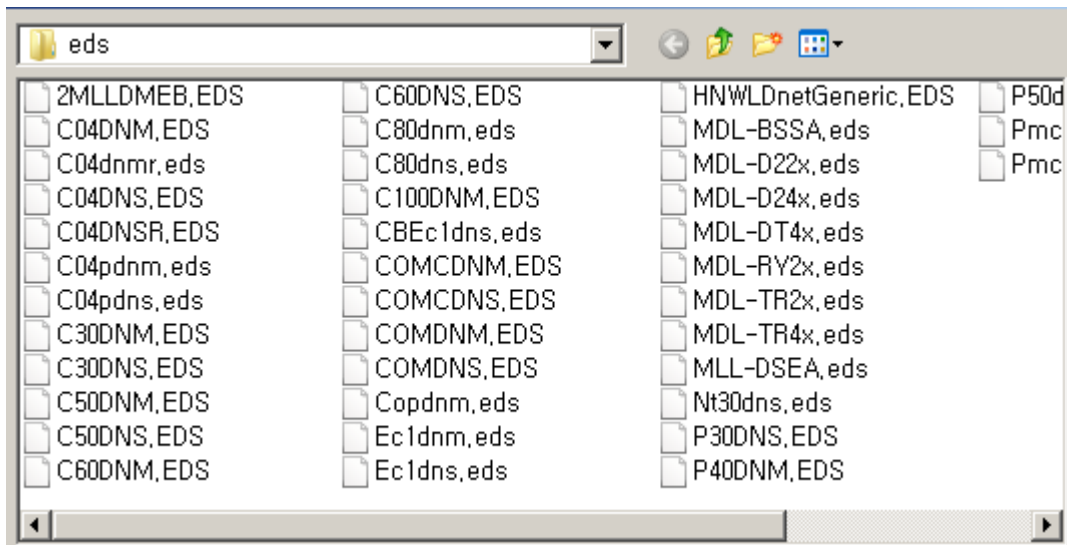 eds
2MLLDMEB.EDS
C04DNM.EDS
C04dnmr.eds
C04DNS.EDS
C04DNSR.EDS
C04pdnm.eds
C04pdns.eds
C30DNM.EDS
C30DNS.EDS
C50DNM.EDS
C50DNS.EDS
C60DNM.EDS
C60DNS.EDS
C80dnm.eds
C80dns.eds
C100DNM.EDS
CBEc1dns.eds
COMCDNM.EDS
COMCDNS.EDS
COMDNM.EDS
COMDNS.EDS
Copdnm.eds
Ec1dnm.eds
Ec1dns.eds
HNWLDnetGeneric.EDS
MDL-BSSA.eds
MDL-D22x.eds
MDL-D24x.eds
MDL-DT4x.eds
MDL-RY2x.eds
MDL-TR2x.eds
MDL-TR4x.eds
MLL-DSEA.eds
Nt30dns.eds
P30DNS.EDS
P40DNM.EDS
P50d
Pmc
Pmc